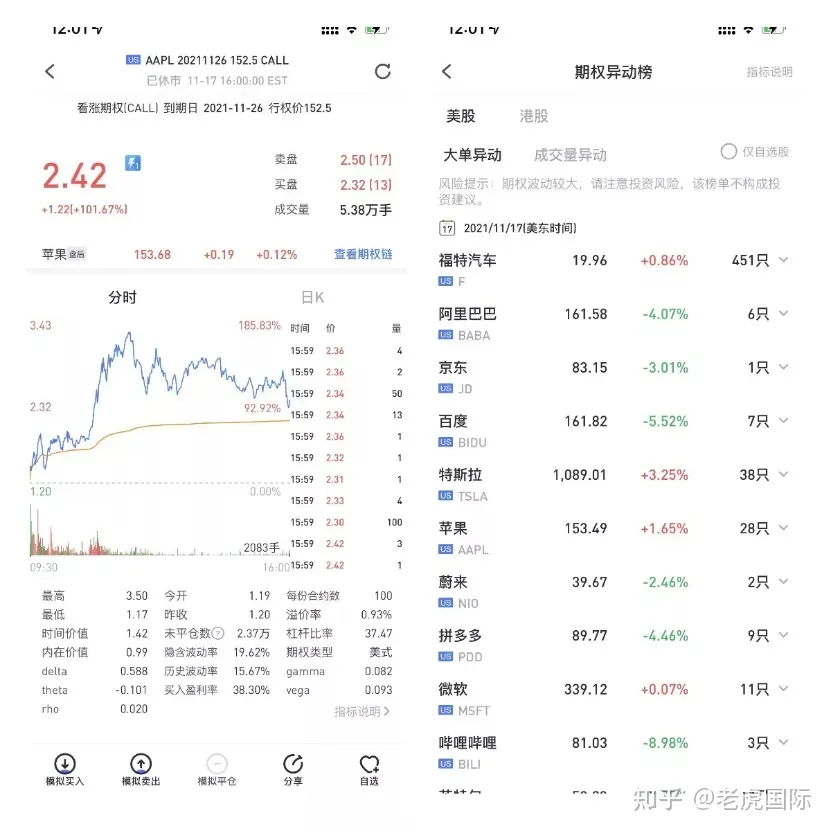 US AAPL 20211126 152.5 CALL
已休市 11-17 16:00:00 EST
看涨期权(CALL) 到期日 2021-11-26 行权价152.5
2.42
+1.22(+101.67%)
卖盘 2.50 (17)
买盘 2.32 (13)
成交量 5.38万手
苹果 盘后 153.68 +0.19 +0.12% 查看期权链
分时 日K
3.43 185.83%
2.32 92.92%
1.20 0.00%
2083手
09:30 16:00
时间 价 量
15:59 2.36 4
15:59 2.36 2
15:59 2.34 50
15:59 2.34 13
15:59 2.36 1
15:59 2.32 1
15:59 2.31 1
15:59 2.33 4
15:59 2.30 100
15:59 2.42 3
15:59 2.42 1
最高 3.50 今开 1.19 每份合约数 100
最低 1.17 昨收 1.20 溢价率 0.93%
时间价值 1.42 未平仓数 2.37万 杠杆比率 37.47
内在价值 0.99 隐含波动率 19.62% 期权类型 美式
delta 0.588 历史波动率 15.67% gamma 0.082
theta -0.101 买入盈利率 38.30% vega 0.093
rho 0.020
指标说明
模拟买入 模拟卖出 模拟平仓 分享 自选
期权异动榜 指标说明
美股 港股
大单异动 成交量异动 仅自选股
风险提示：期权波动较大，请注意投资风险，该榜单不构成投
资建议。
17 2021/11/17(美东时间)
福特汽车 19.96 +0.86% 451只
US F
阿里巴巴 161.58 -4.07% 6只
US BABA
京东 83.15 -3.01% 1只
US JD
百度 161.82 -5.52% 7只
US BIDU
特斯拉 1,089.01 +3.25% 38只
US TSLA
苹果 153.49 +1.65% 28只
US AAPL
蔚来 39.67 -2.46% 2只
US NIO
拼多多 89.77 -4.46% 9只
US PDD
微软 339.12 +0.07% 11只
US MSFT
哔哩哔哩 81.03 -8.98% 3只
US BILI
知乎 @老虎国际